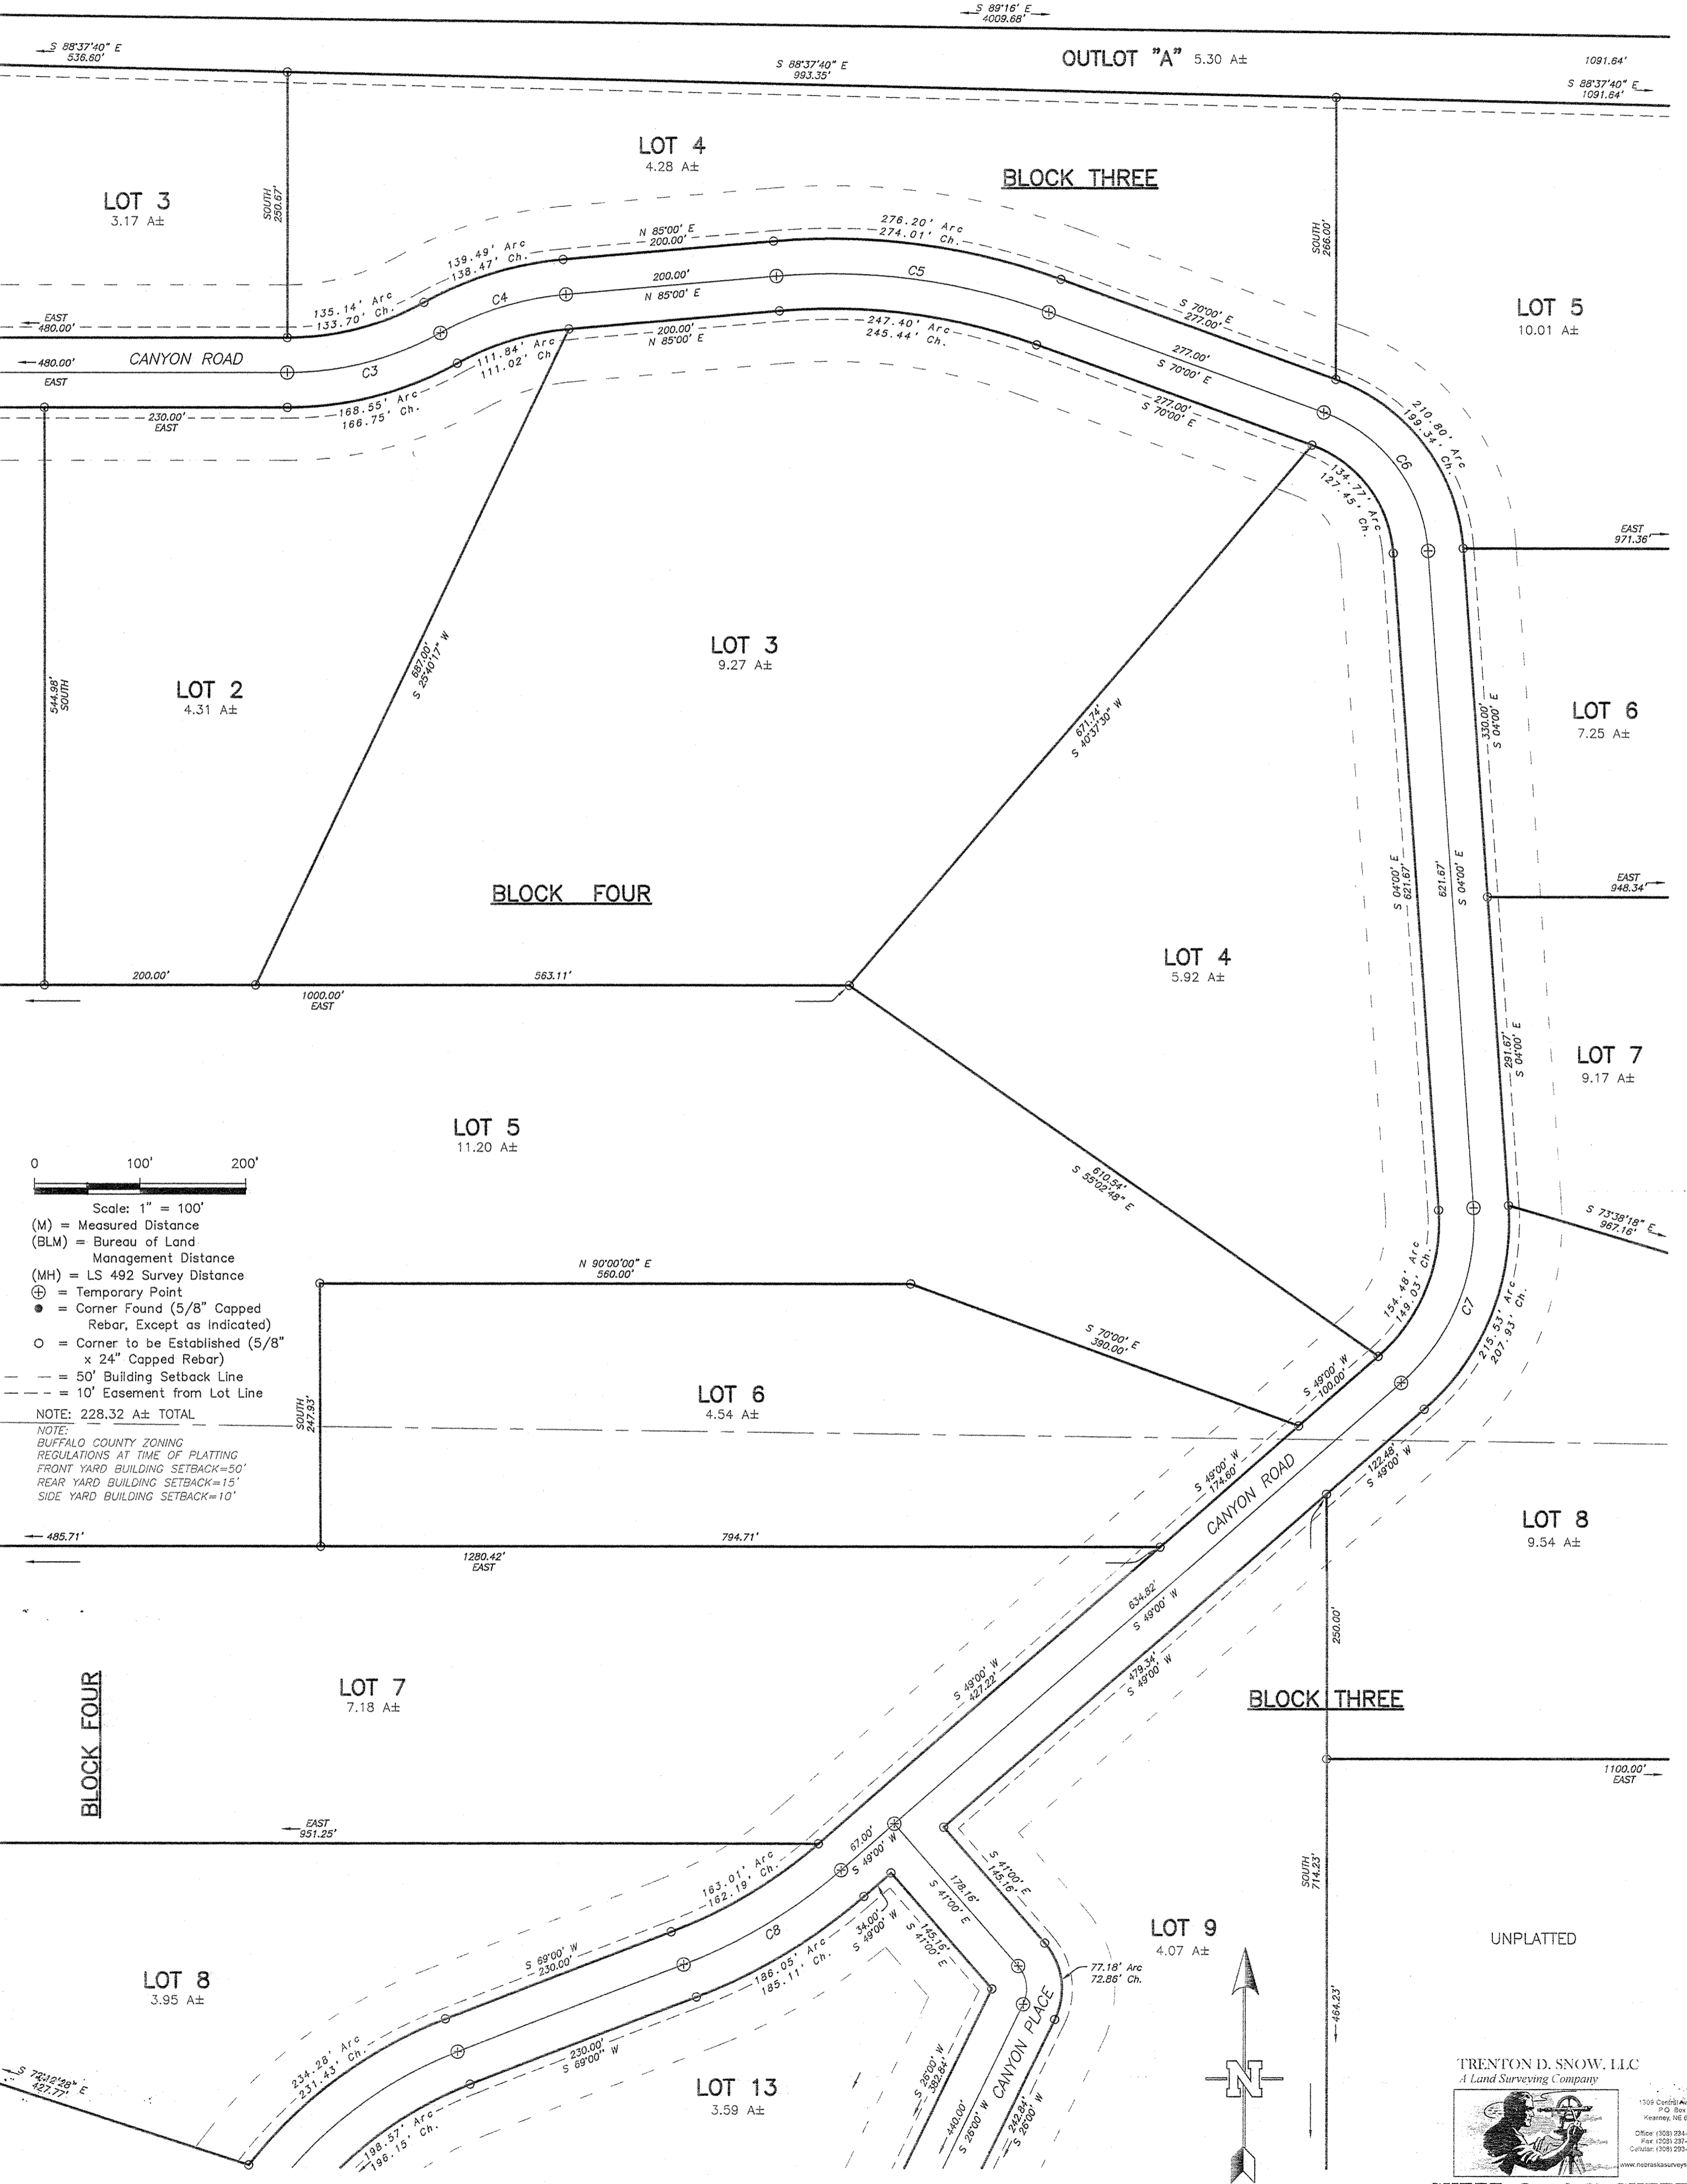 S 89°16' E
4009.68'
S 88°37'40" E
536.60'
S 88°37'40" E
993.35'
OUTLOT "A" 5.30 A±
1091.64'
S 88°37'40" E
1091.64'
LOT 3
3.17 A±
SOUTH
250.67'
LOT 4
4.28 A±
BLOCK THREE
SOUTH
266.00'
LOT 5
10.01 A±
135.14' Arc
133.70' Ch.
139.49' Arc
138.47' Ch.
N 85°00' E
200.00'
276.20' Arc
274.01' Ch.
S 70°00' E
277.00'
EAST
480.00'
CANYON ROAD
480.00'
EAST
C3
C4
200.00'
N 85°00' E
C5
277.00'
S 70°00' E
230.00'
EAST
168.55' Arc
166.75' Ch.
111.84' Arc
111.02' Ch.
200.00'
N 85°00' E
247.40' Arc
245.44' Ch.
277.00'
S 70°00' E
210.80' Arc
199.34' Ch.
C6
134.77' Arc
127.45' Ch.
EAST
971.36'
544.98'
SOUTH
LOT 2
4.31 A±
687.00'
S 25°40'17" W
LOT 3
9.27 A±
671.74'
S 40°37'30" W
330.00'
S 04°00' E
LOT 6
7.25 A±
BLOCK FOUR
S 04°00' E
621.67'
621.67'
S 04°00' E
EAST
948.34'
200.00'
1000.00'
EAST
563.11'
LOT 4
5.92 A±
291.67'
S 04°00' E
LOT 7
9.17 A±
LOT 5
11.20 A±
610.54'
S 55°02'48" E
0 100' 200'
Scale: 1" = 100'
(M) = Measured Distance
(BLM) = Bureau of Land
Management Distance
(MH) = LS 492 Survey Distance
= Temporary Point
= Corner Found (5/8" Capped
Rebar, Except as Indicated)
= Corner to be Established (5/8"
x 24" Capped Rebar)
= 50' Building Setback Line
= 10' Easement from Lot Line
NOTE: 228.32 A± TOTAL
NOTE:
BUFFALO COUNTY ZONING
REGULATIONS AT TIME OF PLATTING
FRONT YARD BUILDING SETBACK=50'
REAR YARD BUILDING SETBACK=15'
SIDE YARD BUILDING SETBACK=10'
N 90°00'00" E
560.00'
S 70°00' E
390.00'
SOUTH
247.93'
LOT 6
4.54 A±
154.48' Arc
149.03' Ch.
C7
215.53' Arc
207.93' Ch.
S 73°38'18" E
967.16'
S 49°00' W
100.00'
S 49°00' W
174.60'
CANYON ROAD
122.48'
S 49°00' W
LOT 8
9.54 A±
485.71'
794.71'
1280.42'
EAST
634.82'
S 49°00' W
250.00'
BLOCK FOUR
LOT 7
7.18 A±
S 49°00' W
427.22'
479.34'
S 49°00' W
BLOCK THREE
1100.00'
EAST
EAST
951.25'
67.00'
S 49°00' W
163.01' Arc
162.19' Ch.
C8
34.00'
S 49°00' W
186.05' Arc
185.11' Ch.
178.16'
S 41°00' E
S 41°00' E
145.16'
145.16'
S 41°00' E
SOUTH
714.23'
LOT 9
4.07 A±
UNPLATTED
S 69°00' W
230.00'
LOT 8
3.95 A±
77.18' Arc
72.86' Ch.
464.23'
234.28' Arc
231.43' Ch.
230.00'
S 69°00' W
S 72°12'28" E
427.77'
198.57' Arc
196.15' Ch.
LOT 13
3.59 A±
S 26°00' W
382.84'
440.00'
S 26°00' W
CANYON PLACE
242.84'
S 26°00' W
N
TRENTON D. SNOW, LLC
A Land Surveying Company
1309 Central Av
P.O. Box
Kearney, NE 6
Office: (308) 234-
Fax: (308) 237-
Cellular: (308) 293-
www.nebraskasurveys